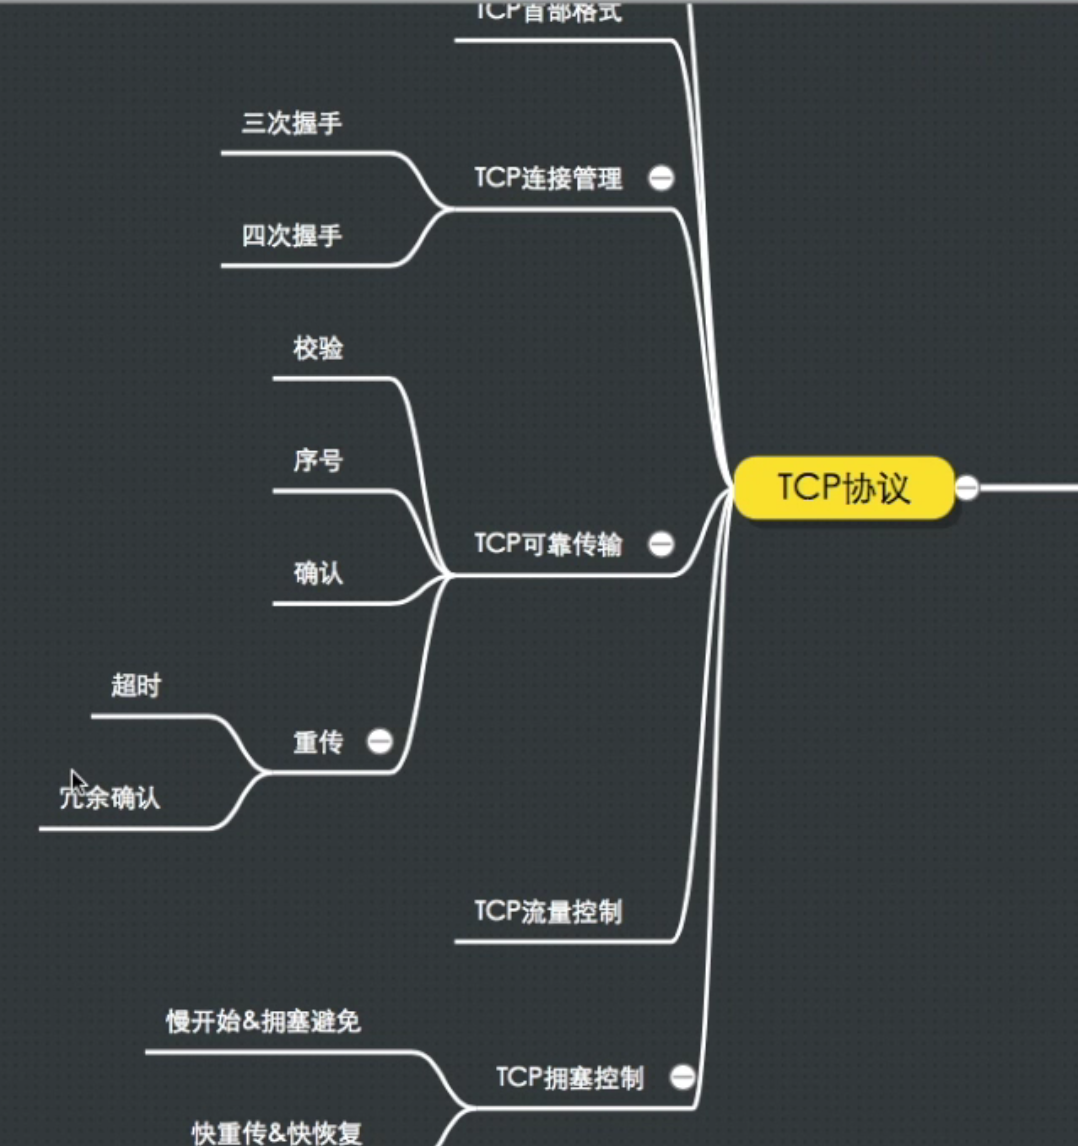 TCP首部格式
三次握手
TCP连接管理
四次握手
校验
序号
TCP协议
TCP可靠传输
确认
超时
重传
冗余确认
TCP流量控制
慢开始&拥塞避免
TCP拥塞控制
快重传&快恢复